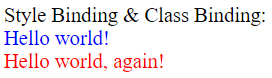 Style Binding & Class Binding:
Hello world!
Hello world, again!